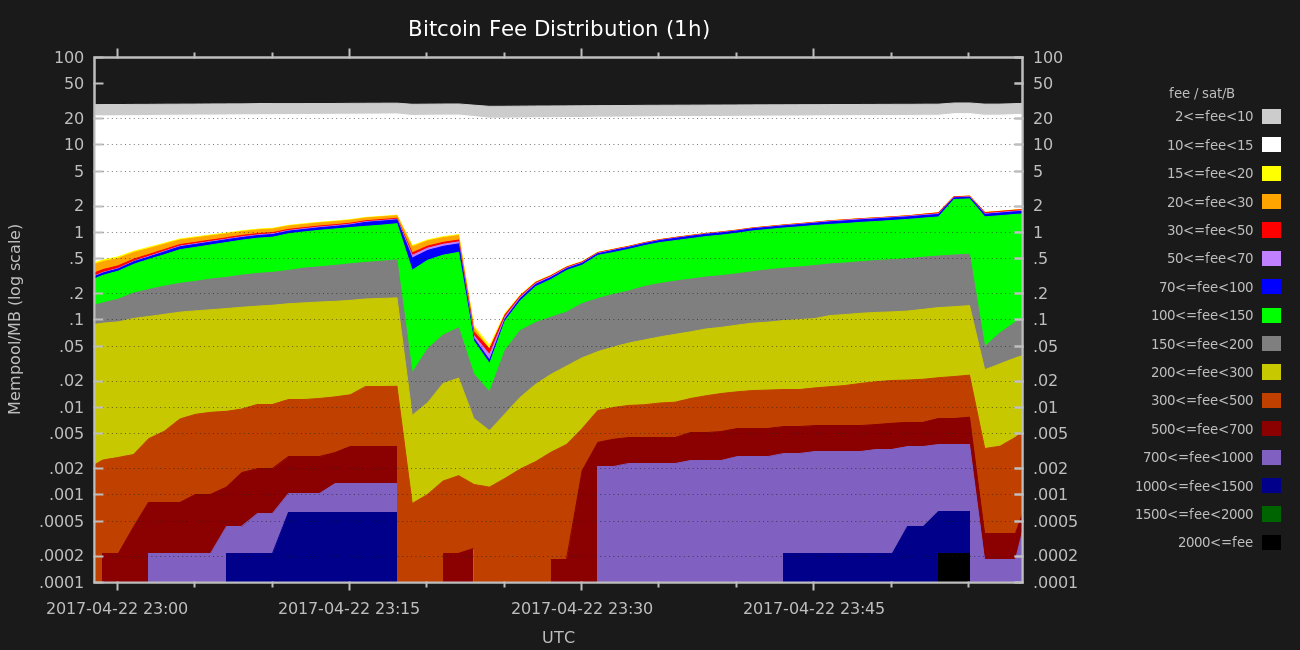 Bitcoin Fee Distribution (1h)
100 100
50 50
20 20
10 10
5 5
2 2
1 1
.5 .5
.2 .2
.1 .1
.05 .05
.02 .02
.01 .01
.005 .005
.002 .002
.001 .001
.0005 .0005
.0002 .0002
.0001 .0001
Mempool/MB (log scale)
2017-04-22 23:00 2017-04-22 23:15 2017-04-22 23:30 2017-04-22 23:45
UTC
fee / sat/B
2<=fee<10
10<=fee<15
15<=fee<20
20<=fee<30
30<=fee<50
50<=fee<70
70<=fee<100
100<=fee<150
150<=fee<200
200<=fee<300
300<=fee<500
500<=fee<700
700<=fee<1000
1000<=fee<1500
1500<=fee<2000
2000<=fee